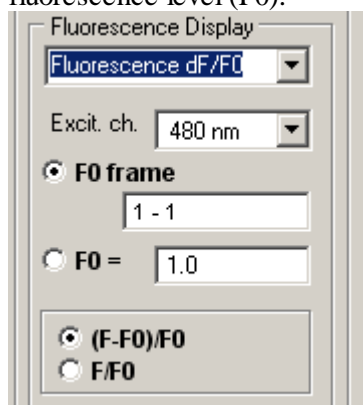 fluorescence level (F0).
Fluorescence Display
Fluorescence dF/F0
Excit. ch. 480 nm
F0 frame
1 - 1
F0 = 1.0
(F-F0)/F0
F/F0